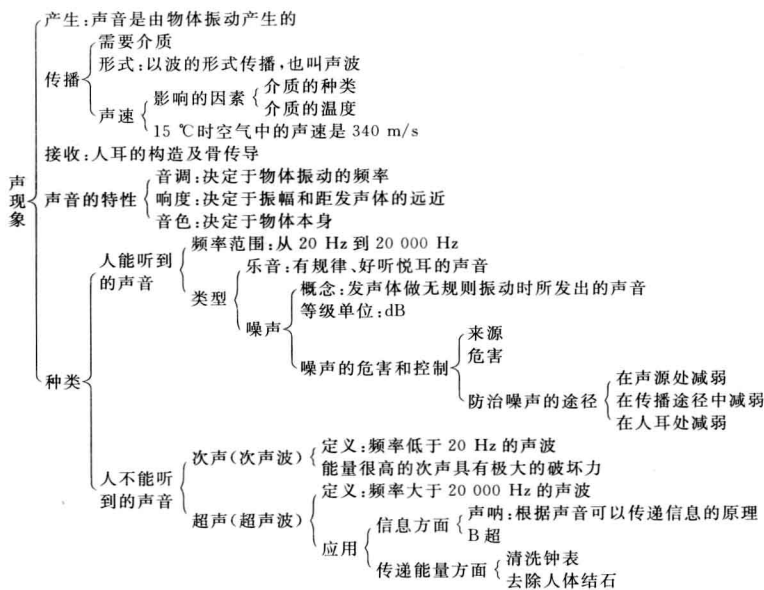 产生:声音是由物体振动产生的
需要介质
传播
形式:以波的形式传播,也叫声波
声速
影响的因素
介质的种类
介质的温度
15 ℃时空气中的声速是 340 m/s
声现象
接收:人耳的构造及骨传导
声音的特性
音调:决定于物体振动的频率
响度:决定于振幅和距发声体的远近
音色:决定于物体本身
种类
人能听到
的声音
频率范围:从 20 Hz 到 20 000 Hz
类型
乐音:有规律、好听悦耳的声音
噪声
概念:发声体做无规则振动时所发出的声音
等级单位:dB
噪声的危害和控制
来源
危害
防治噪声的途径
在声源处减弱
在传播途径中减弱
在人耳处减弱
人不能听
到的声音
次声(次声波)
定义:频率低于 20 Hz 的声波
能量很高的次声具有极大的破坏力
超声(超声波)
定义:频率大于 20 000 Hz 的声波
应用
信息方面
声呐:根据声音可以传递信息的原理
B 超
传递能量方面
清洗钟表
去除人体结石